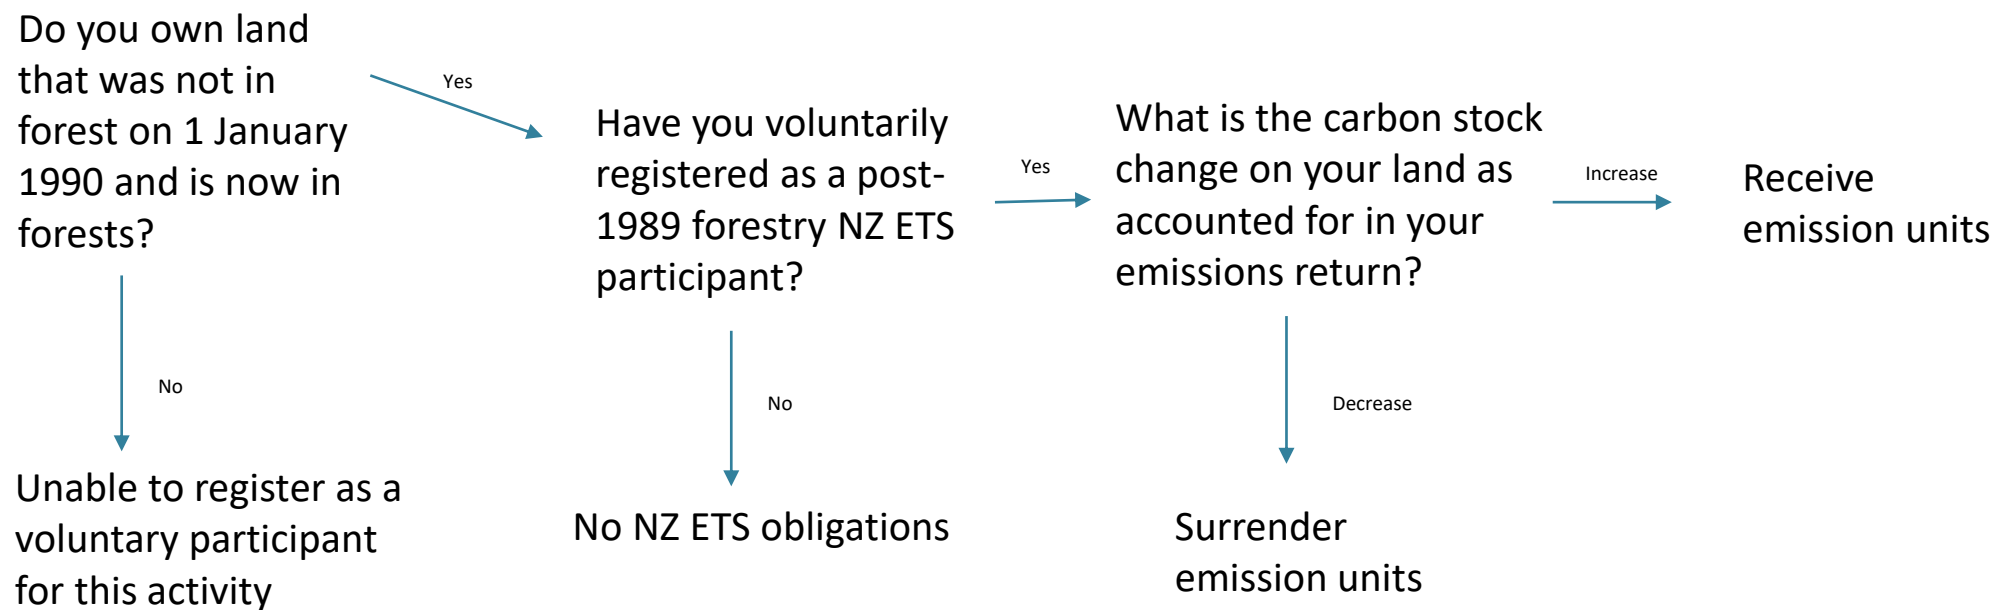 Do you own land
that was not in
forest on 1 January
1990 and is now in
forests?
Yes
Have you voluntarily
registered as a post-
1989 forestry NZ ETS
participant?
Yes
What is the carbon stock
change on your land as
accounted for in your
emissions return?
Increase
Receive
emission units
No
No
Decrease
Unable to register as a
voluntary participant
for this activity
No NZ ETS obligations
Surrender
emission units